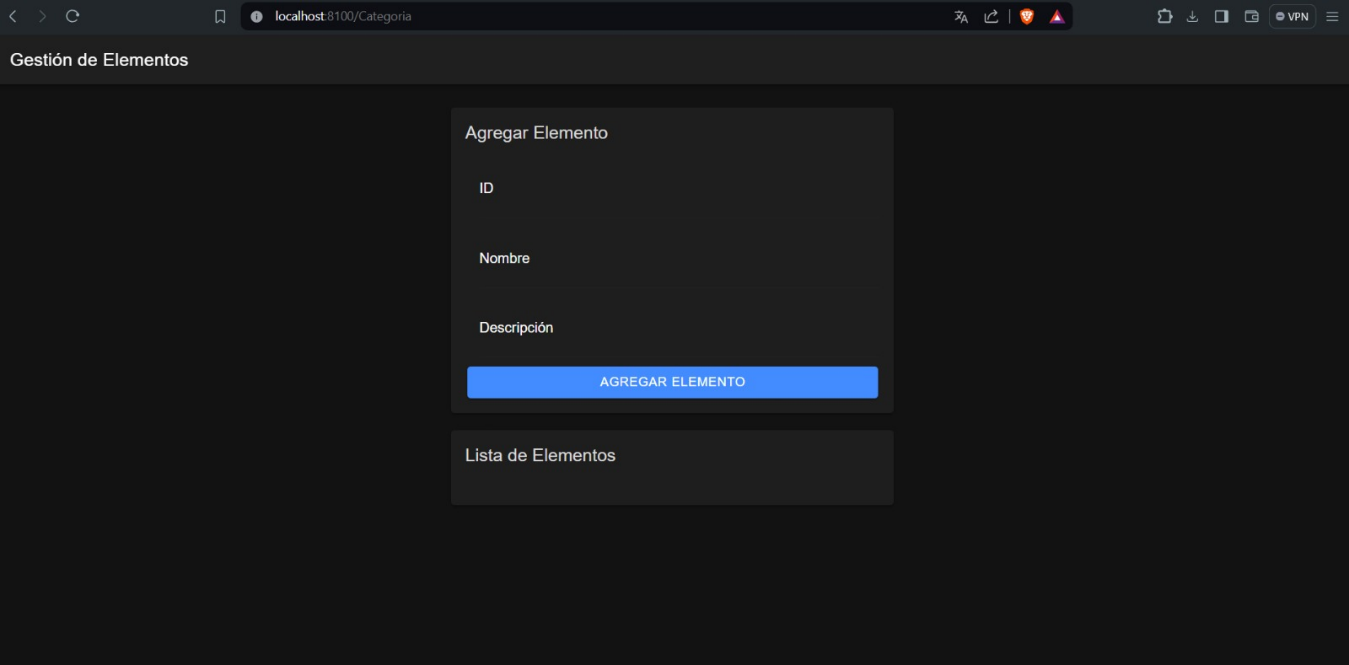 localhost:8100/Categoria
VPN
Gestión de Elementos
Agregar Elemento
ID
Nombre
Descripción
AGREGAR ELEMENTO
Lista de Elementos